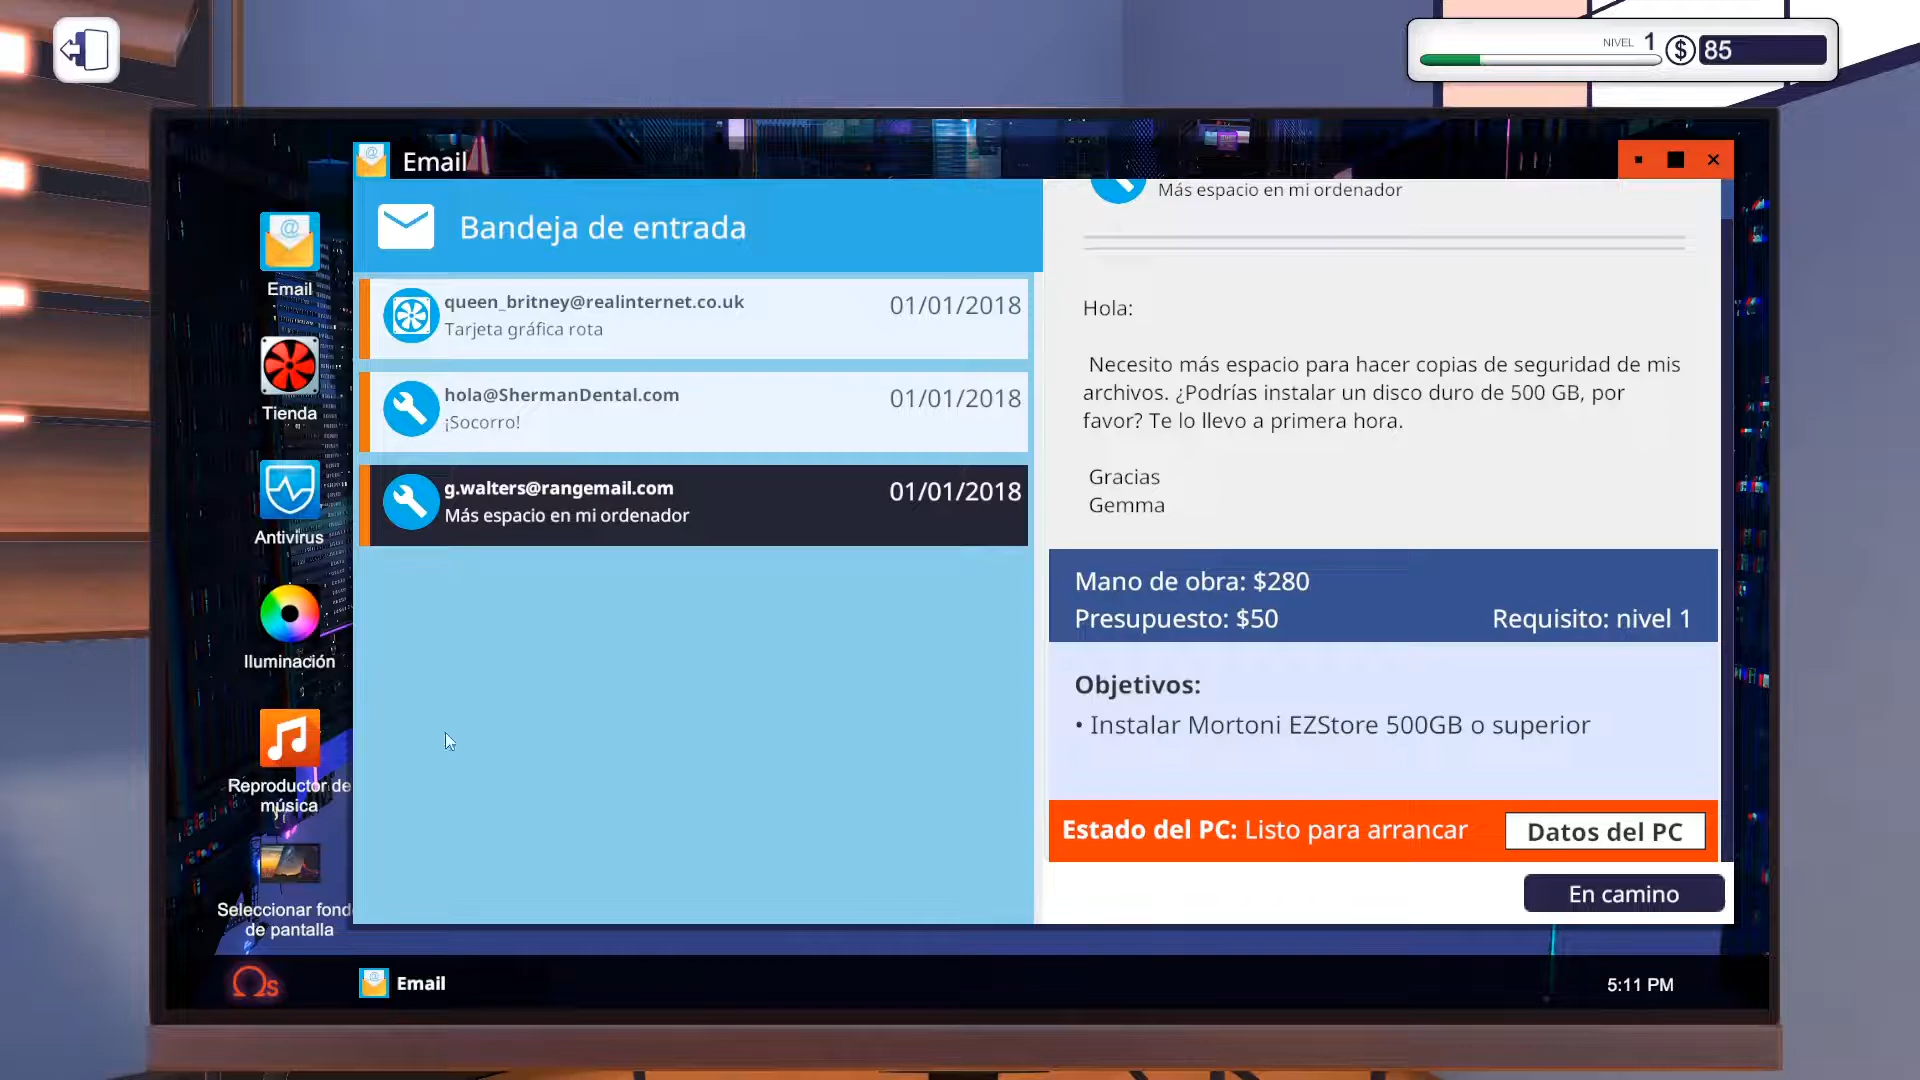 NIVEL 1
$ 85
Email
Bandeja de entrada
queen_britney@realinternet.co.uk
01/01/2018
Tarjeta gráfica rota
hola@ShermanDental.com
01/01/2018
¡Socorro!
g.walters@rangemail.com
01/01/2018
Más espacio en mi ordenador
Más espacio en mi ordenador
Hola:
Necesito más espacio para hacer copias de seguridad de mis
archivos. ¿Podrías instalar un disco duro de 500 GB, por
favor? Te lo llevo a primera hora.
Gracias
Gemma
Mano de obra: $280
Presupuesto: $50
Requisito: nivel 1
Objetivos:
• Instalar Mortoni EZStore 500GB o superior
Estado del PC: Listo para arrancar
Datos del PC
En camino
Email
Tienda
Antivirus
Iluminación
Reproductor de
música
Seleccionar fond
de pantalla
Ωs
Email
5:11 PM